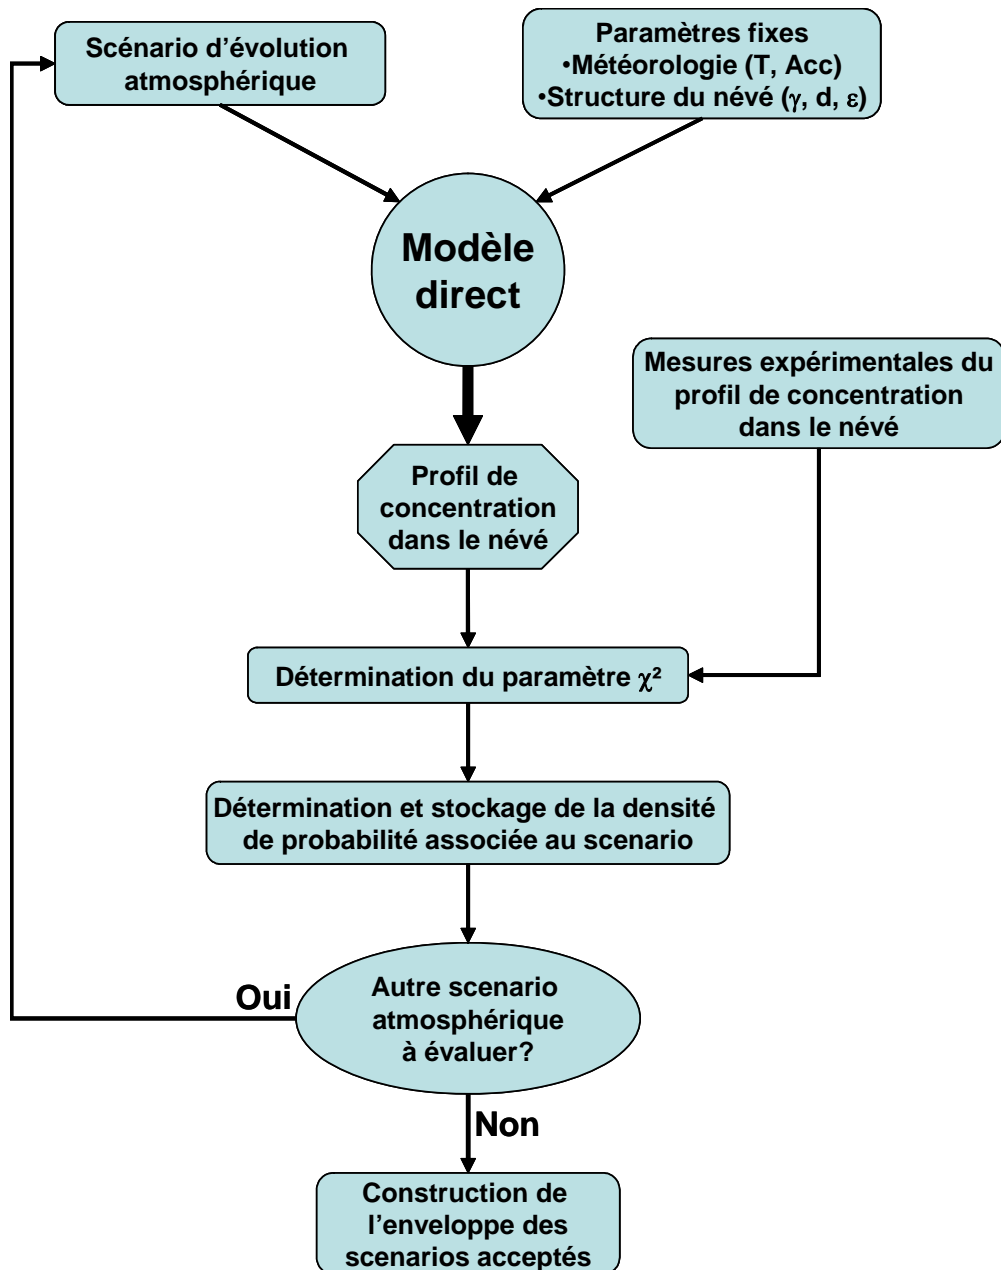 Scénario d’évolution
atmosphérique
Paramètres fixes
•Météorologie (T, Acc)
•Structure du névé (γ, d, ε)
Modèle
direct
Mesures expérimentales du
profil de concentration
dans le névé
Profil de
concentration
dans le névé
Détermination du paramètre χ²
Détermination et stockage de la densité
de probabilité associée au scenario
Oui
Autre scenario
atmosphérique
à évaluer?
Non
Construction de
l’enveloppe des
scenarios acceptés